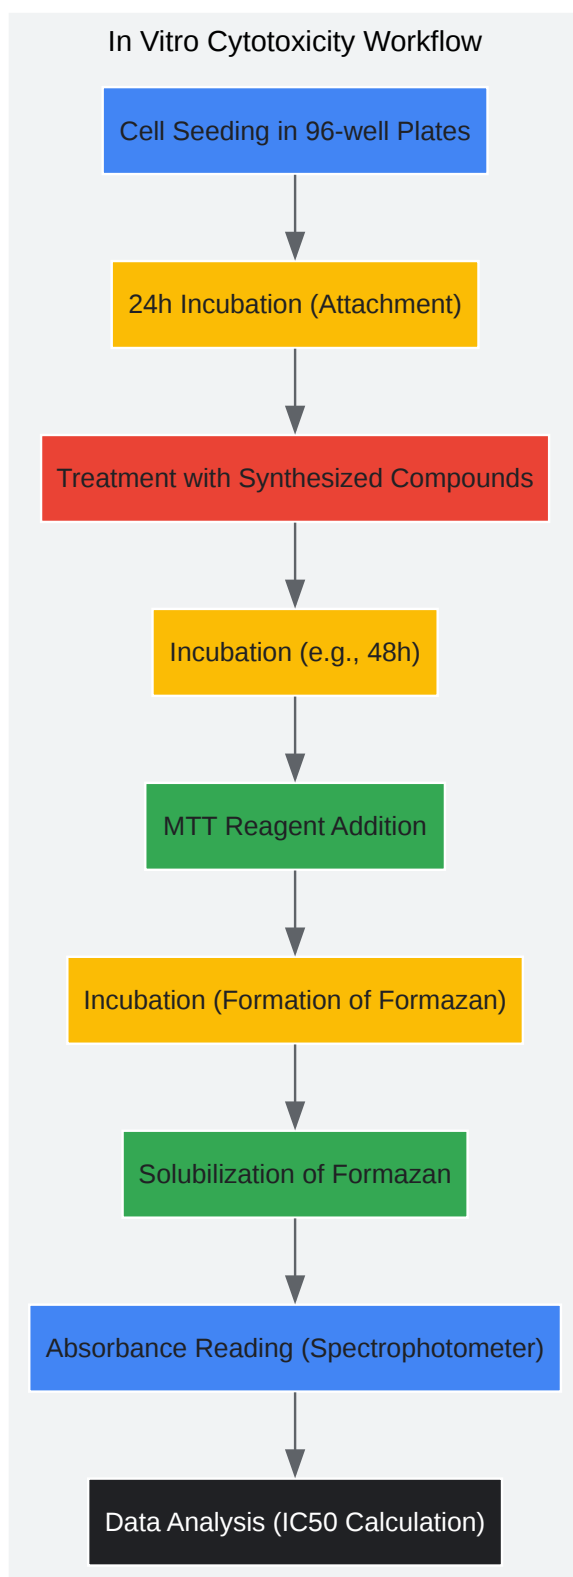 In Vitro Cytotoxicity Workflow
Cell Seeding in 96-well Plates
24h Incubation (Attachment)
Treatment with Synthesized Compounds
Incubation (e.g., 48h)
MTT Reagent Addition
Incubation (Formation of Formazan)
Solubilization of Formazan
Absorbance Reading (Spectrophotometer)
Data Analysis (IC50 Calculation)